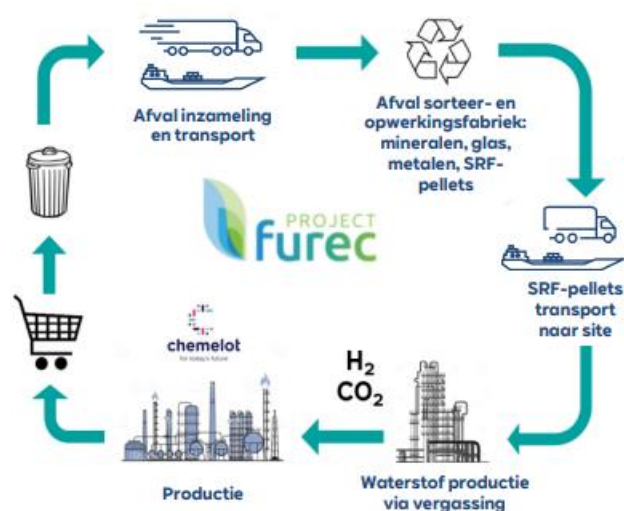 Afval inzameling
en transport
Afval sorteer- en
opwerkingsfabriek:
mineralen, glas,
metalen, SRF-
pellets
PROJECT
furec
SRF-pellets
transport
naar site
chemelot
for today's future
H2
CO2
Productie
Waterstof productie
via vergassing